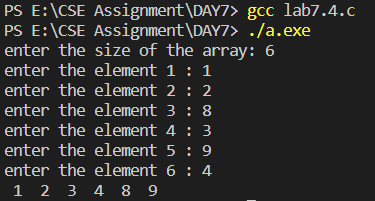 PS E:\CSE Assignment\DAY7> gcc lab7.4.c
PS E:\CSE Assignment\DAY7> ./a.exe
enter the size of the array: 6
enter the element 1 : 1
enter the element 2 : 2
enter the element 3 : 8
enter the element 4 : 3
enter the element 5 : 9
enter the element 6 : 4
 1  2  3  4  8  9